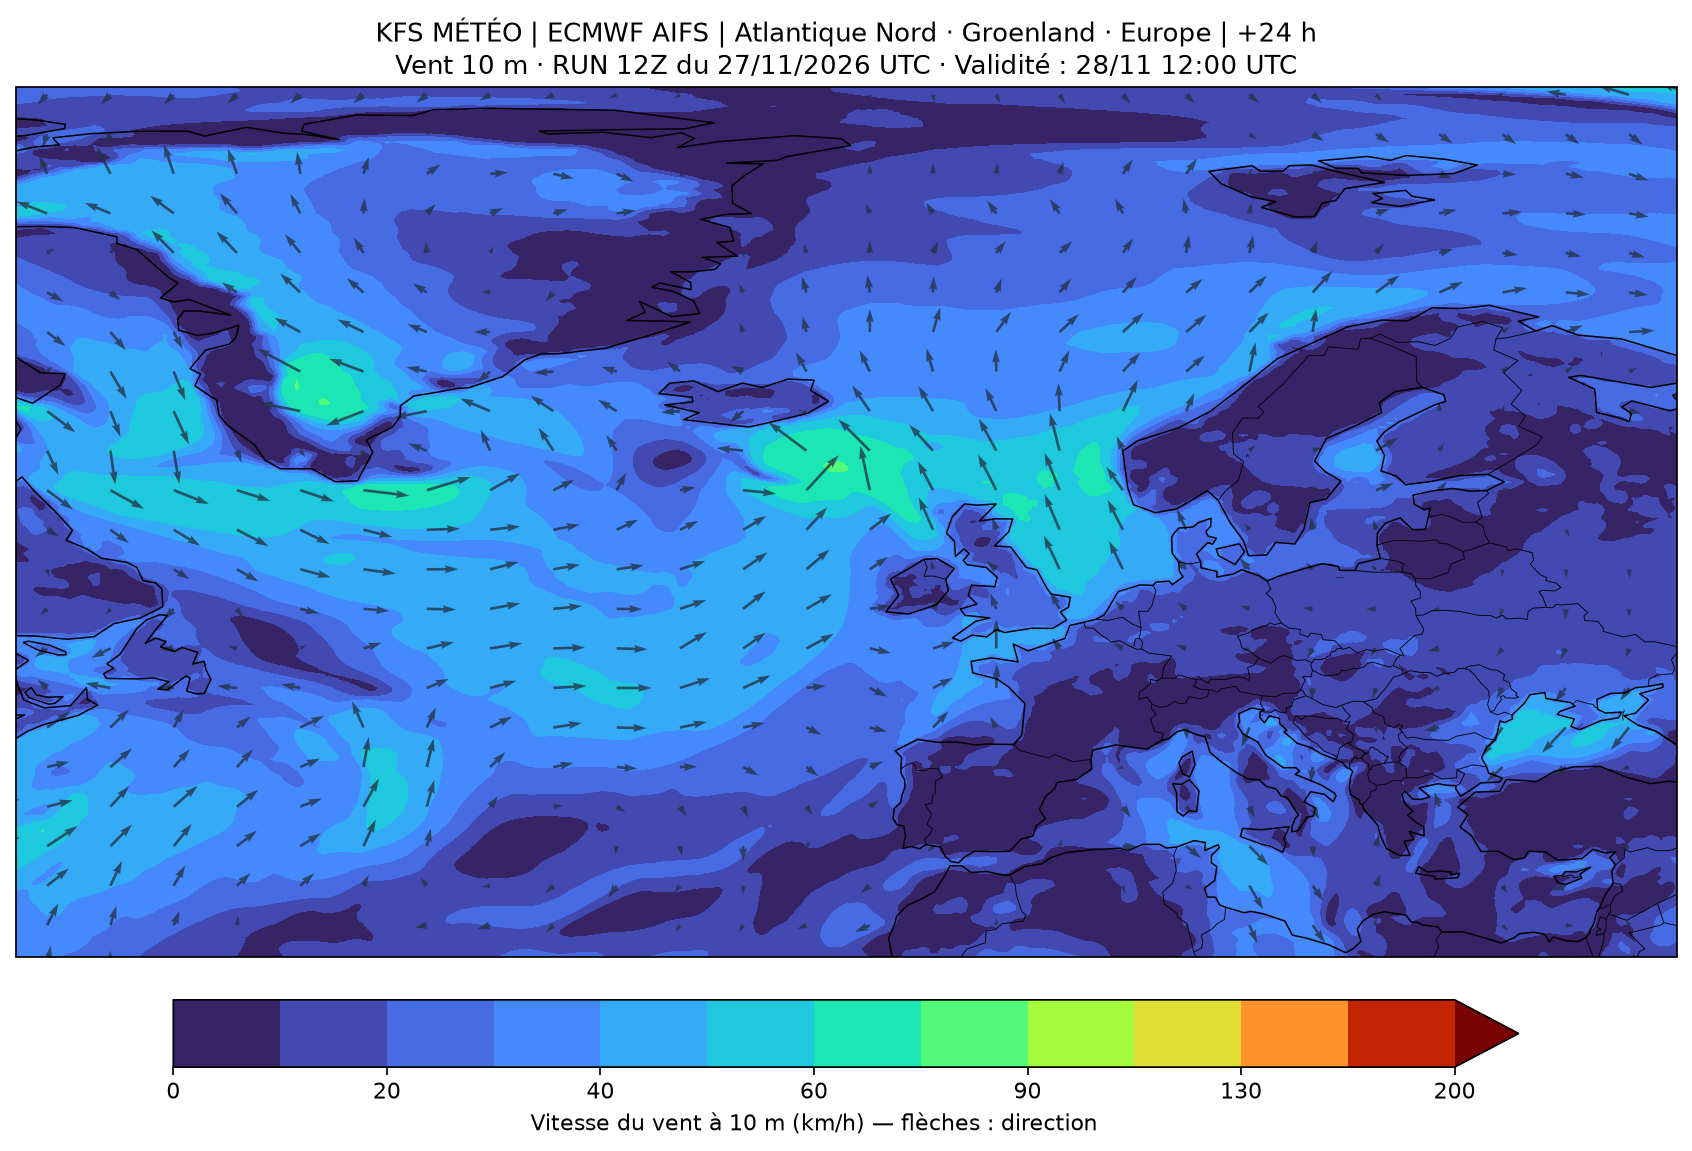 KFS MÉTÉO | ECMWF AIFS | Atlantique Nord · Groenland · Europe | +24 h
Vent 10 m · RUN 12Z du 27/11/2026 UTC · Validité : 28/11 12:00 UTC
0 20 40 60 90 130 200
Vitesse du vent à 10 m (km/h) — flèches : direction